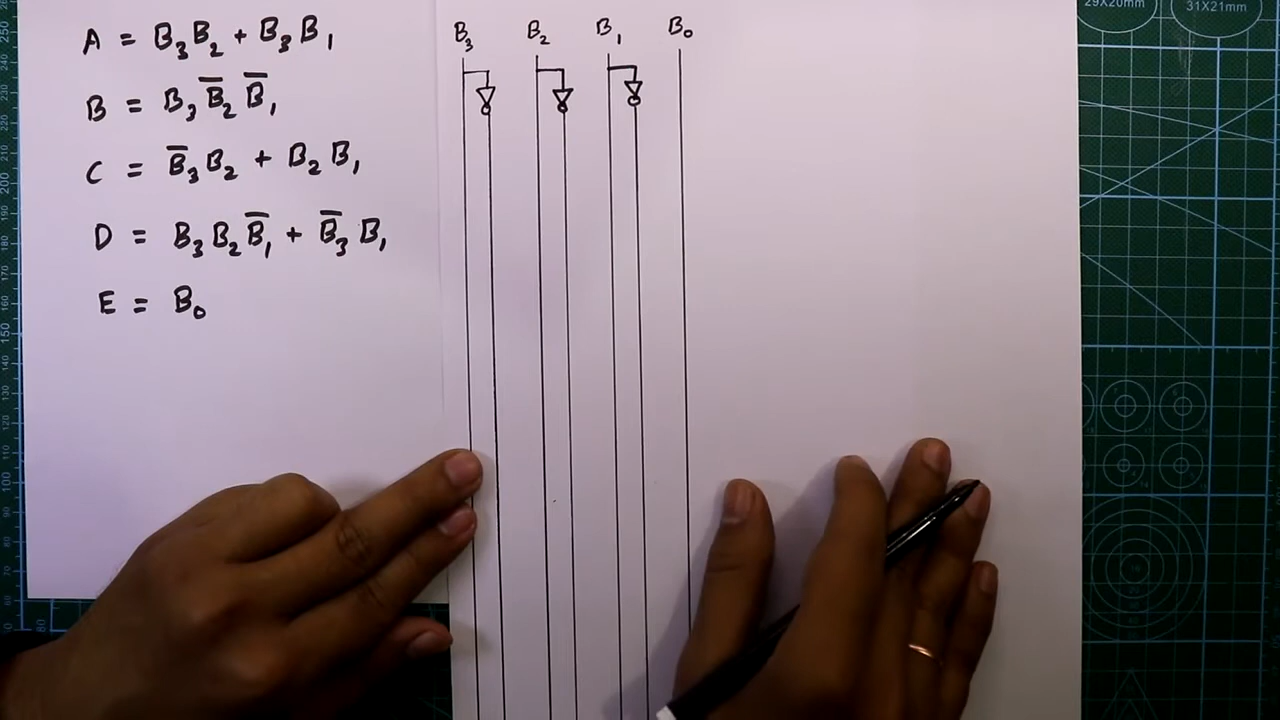 A = B₃B₂ + B₃B₁
B = B₃B̅₂B̅₁
C = B̅₃B₂ + B₂B₁
D = B₃B₂B̅₁ + B̅₃B₁
E = B₀
B₃ B₂ B₁ B₀
29X20mm 31X21mm